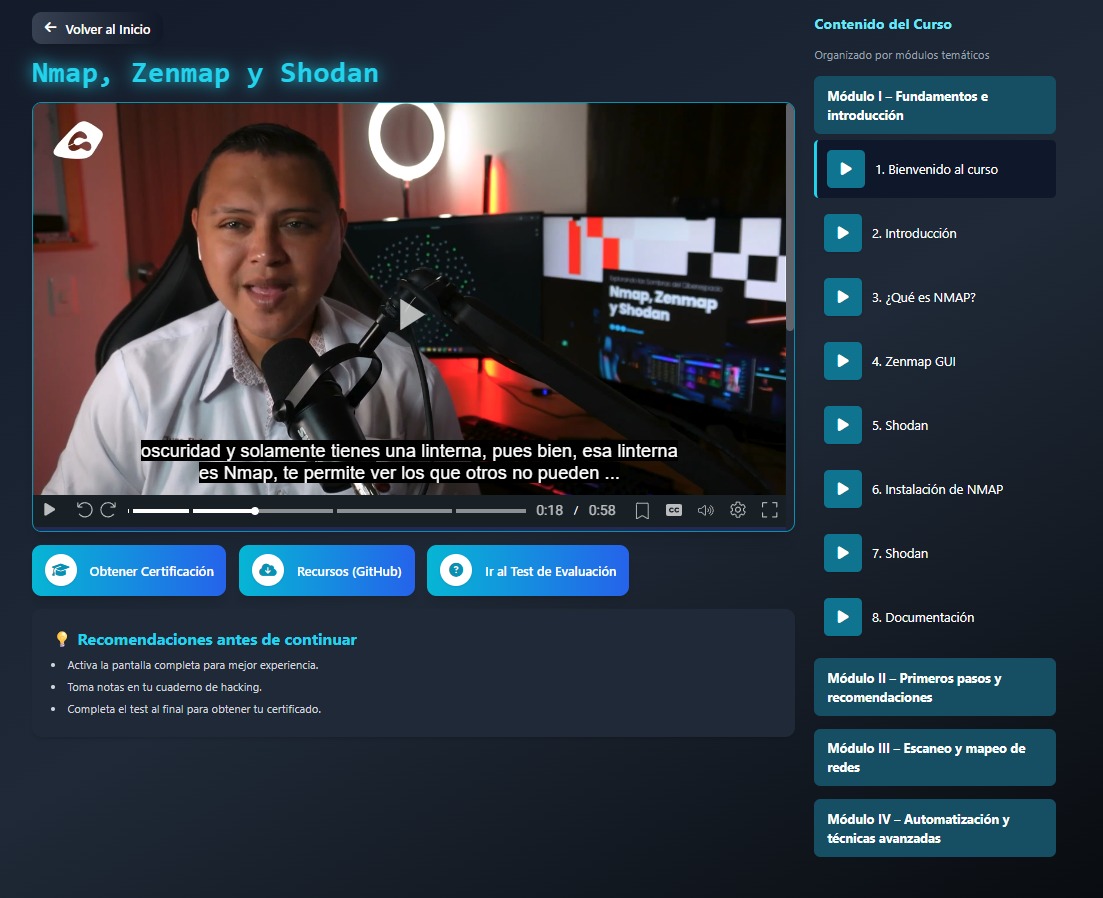 Volver al Inicio
Nmap, Zenmap y Shodan
Nmap, Zenmap
y Shodan
oscuridad y solamente tienes una linterna, pues bien, esa linterna
es Nmap, te permite ver los que otros no pueden ...
0:18 / 0:58
CC
Obtener Certificación
Recursos (GitHub)
Ir al Test de Evaluación
Recomendaciones antes de continuar
Activa la pantalla completa para mejor experiencia.
Toma notas en tu cuaderno de hacking.
Completa el test al final para obtener tu certificado.
Contenido del Curso
Organizado por módulos temáticos
Módulo I – Fundamentos e
introducción
1. Bienvenido al curso
2. Introducción
3. ¿Qué es NMAP?
4. Zenmap GUI
5. Shodan
6. Instalación de NMAP
7. Shodan
8. Documentación
Módulo II – Primeros pasos y
recomendaciones
Módulo III – Escaneo y mapeo de
redes
Módulo IV – Automatización y
técnicas avanzadas